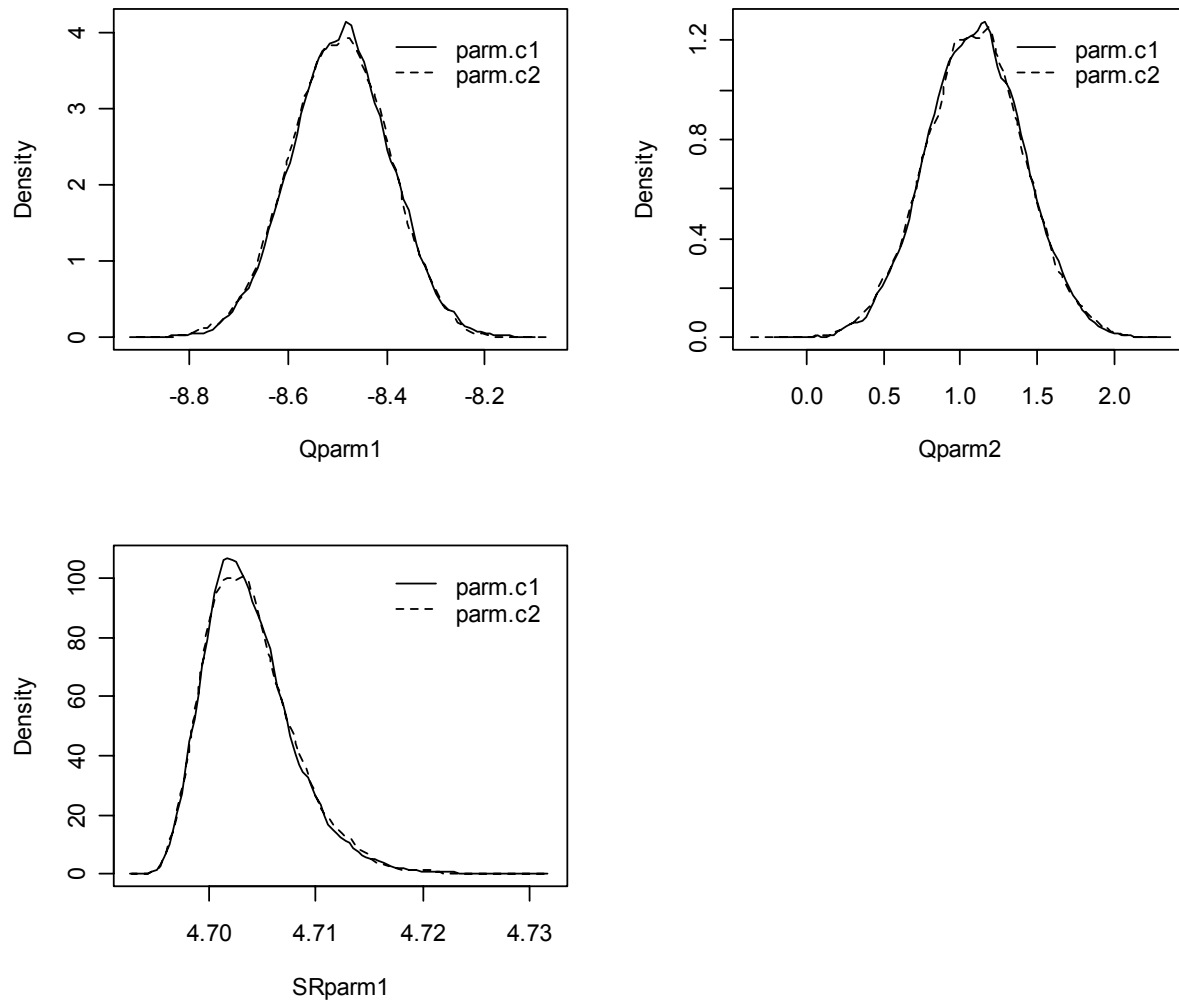 Density
4
3
2
1
0
parm.c1
parm.c2
-8.8 -8.6 -8.4 -8.2
Qparm1
Density
1.2
0.8
0.4
0.0
parm.c1
parm.c2
0.0 0.5 1.0 1.5 2.0
Qparm2
Density
100
80
60
40
20
0
parm.c1
parm.c2
4.70 4.71 4.72 4.73
SRparm1